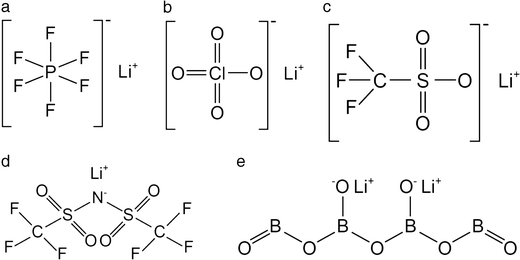 a
F
F F
P
F F
F
-
Li+
b
O
O Cl O
O
-
Li+
c
F O
F C S O
F O
-
Li+
d
Li+
O N- O
S S
F C O O C F
F F F F
e
-O Li+ O- Li+
B B B B
O O O O O